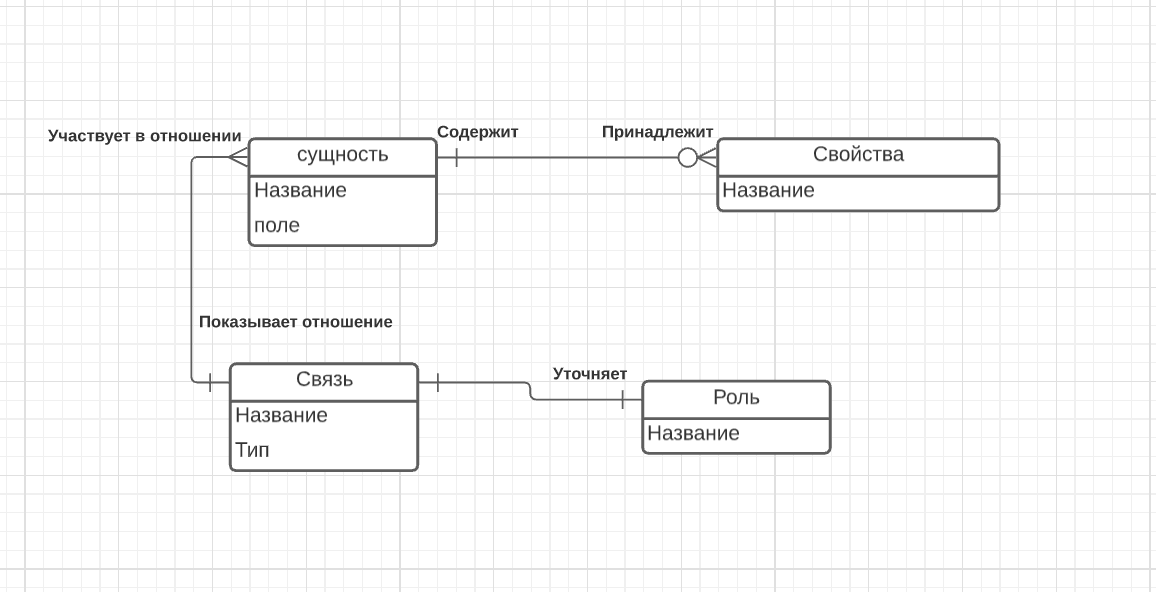 Участвует в отношении
Содержит
Принадлежит
сущность
Название
поле
Свойства
Название
Показывает отношение
Связь
Название
Тип
Уточняет
Роль
Название